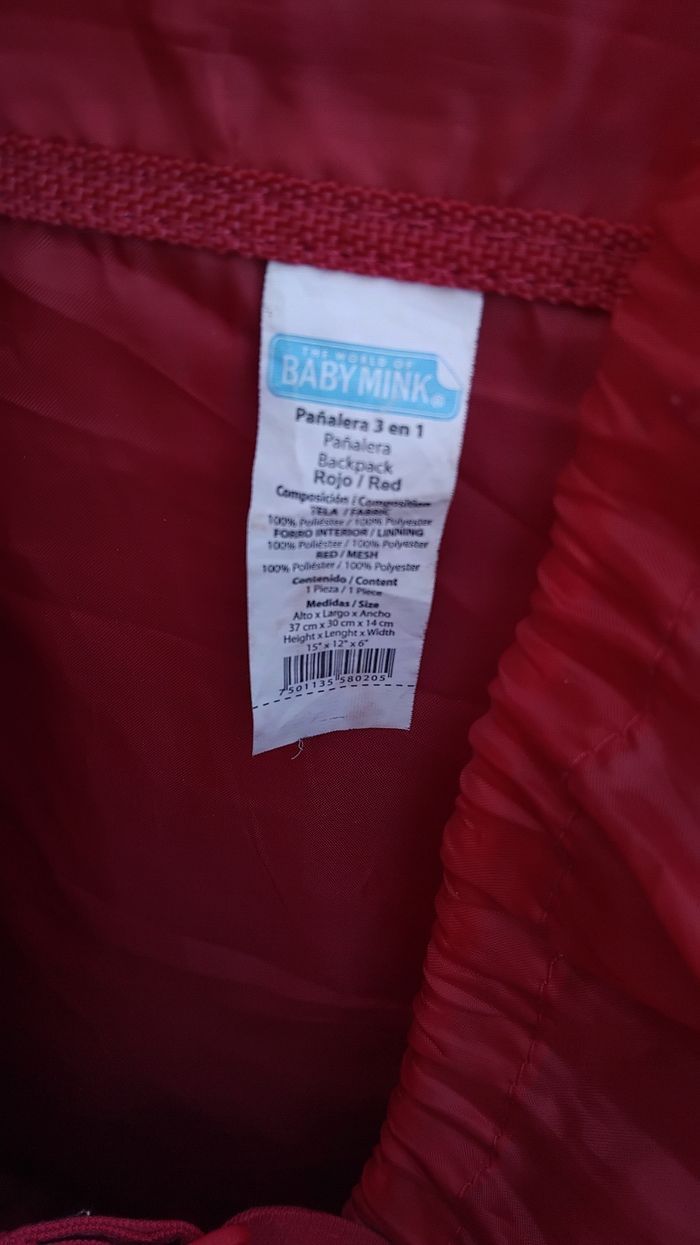 THE WORLD OF
BABY MINK®
Pañalera 3 en 1
Pañalera
Backpack
Rojo / Red
Composición / Composition
TELA / FABRIC
100% Poliéster / 100% Polyester
FORRO INTERIOR / LINNING
100% Poliéster / 100% Polyester
RED / MESH
100% Poliéster / 100% Polyester
Contenido / Content
1 Pieza / 1 Piece
Medidas / Size
Alto x Largo x Ancho
37 cm x 30 cm x 14 cm
Height x Lenght x Width
15" x 12" x 6"
7 501135 580205